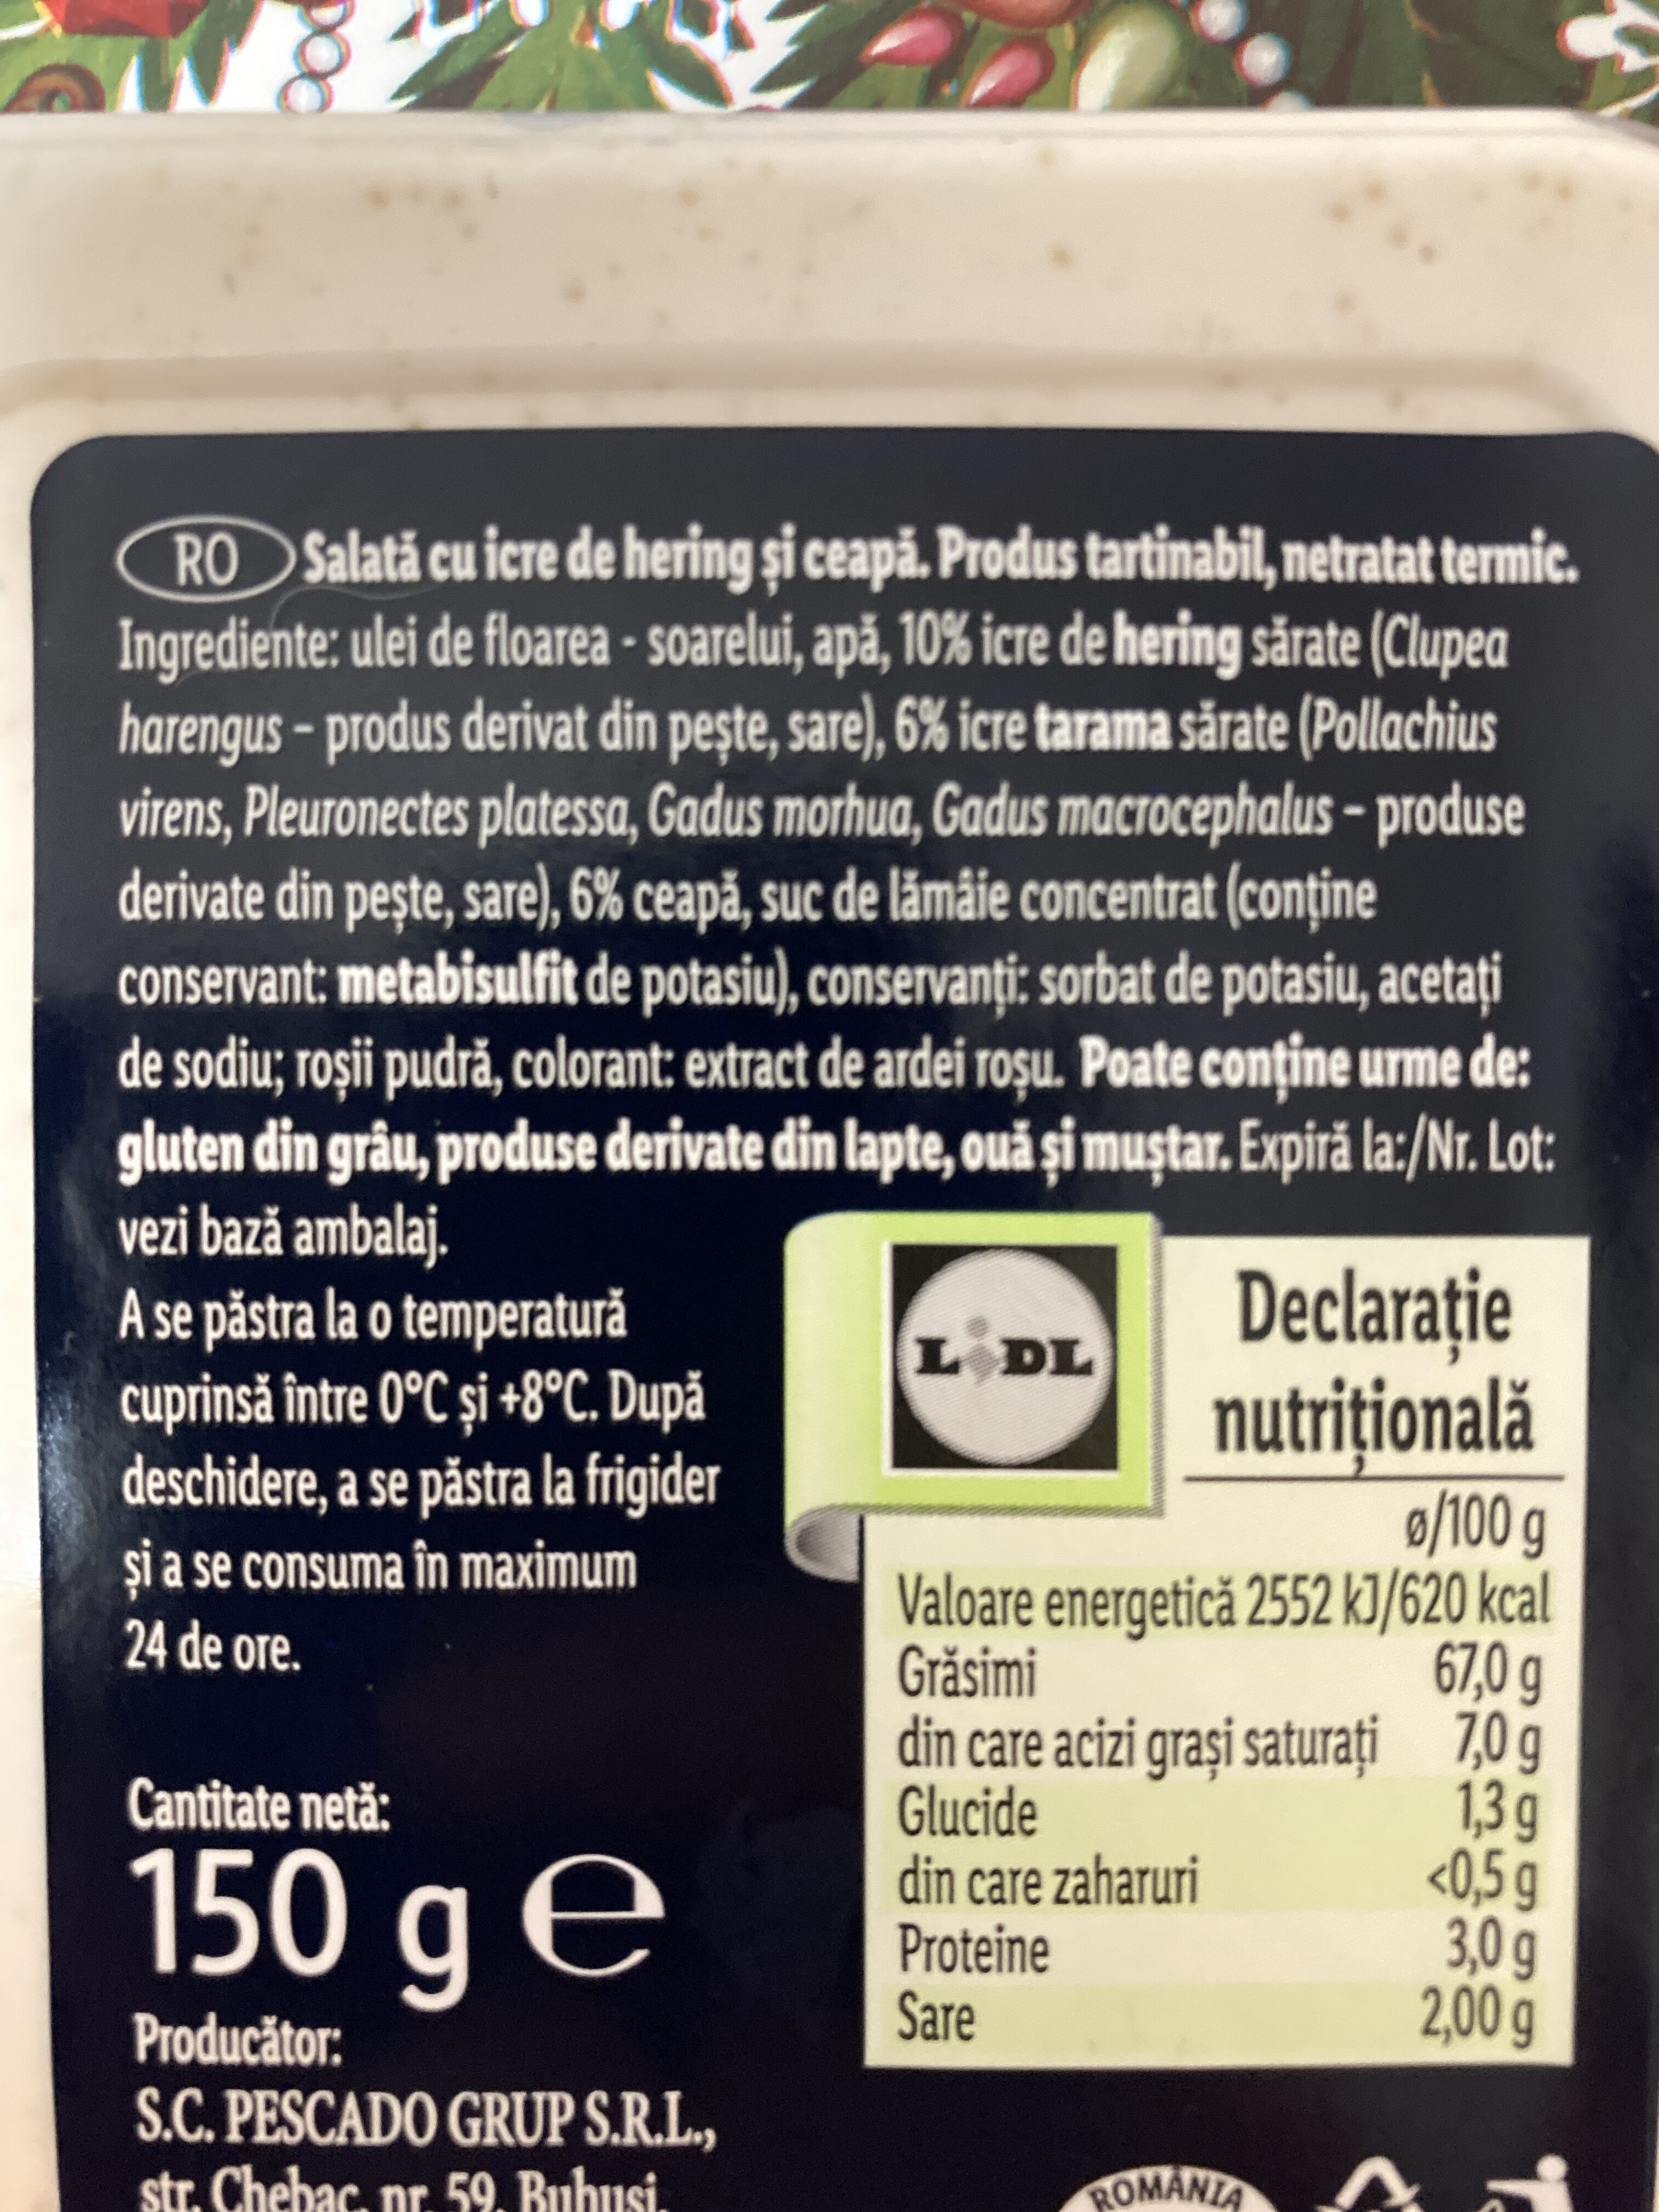 RO Salată cu icre de hering și ceapă. Produs tartinabil, netratat termic.
Ingrediente: ulei de floarea - soarelui, apă, 10% icre de hering sărate (Clupea
harengus – produs derivat din pește, sare), 6% icre tarama sărate (Pollachius
virens, Pleuronectes platessa, Gadus morhua, Gadus macrocephalus – produse
derivate din pește, sare), 6% ceapă, suc de lămâie concentrat (conține
conservant: metabisulfit de potasiu), conservanți: sorbat de potasiu, acetați
de sodiu; roșii pudră, colorant: extract de ardei roșu. Poate conține urme de:
gluten din grâu, produse derivate din lapte, ouă și muștar. Expiră la:/Nr. Lot:
vezi bază ambalaj.
A se păstra la o temperatură
cuprinsă între 0°C și +8°C. După
deschidere, a se păstra la frigider
și a se consuma în maximum
24 de ore.
Cantitate netă:
150 g ℮
Producător:
S.C. PESCADO GRUP S.R.L.,
str. Chebac, nr. 59, Buhuși,
LIDL
Declarație
nutrițională
ø/100 g
Valoare energetică 2552 kJ/620 kcal
Grăsimi 67,0 g
din care acizi grași saturați 7,0 g
Glucide 1,3 g
din care zaharuri <0,5 g
Proteine 3,0 g
Sare 2,00 g
ROMÂNIA